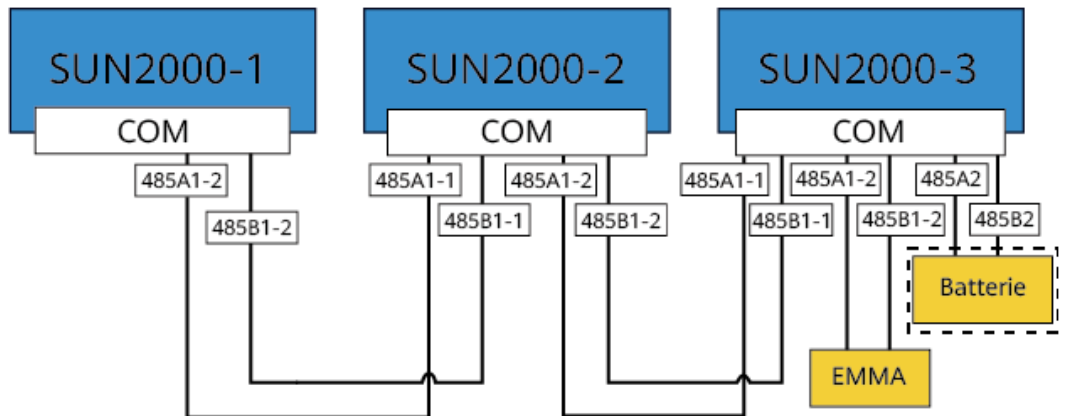 SUN2000-1
SUN2000-2
SUN2000-3
COM
COM
COM
485A1-2
485A1-1
485A1-2
485A1-1
485A1-2
485A2
485B1-2
485B1-1
485B1-2
485B1-1
485B1-2
485B2
Batterie
EMMA